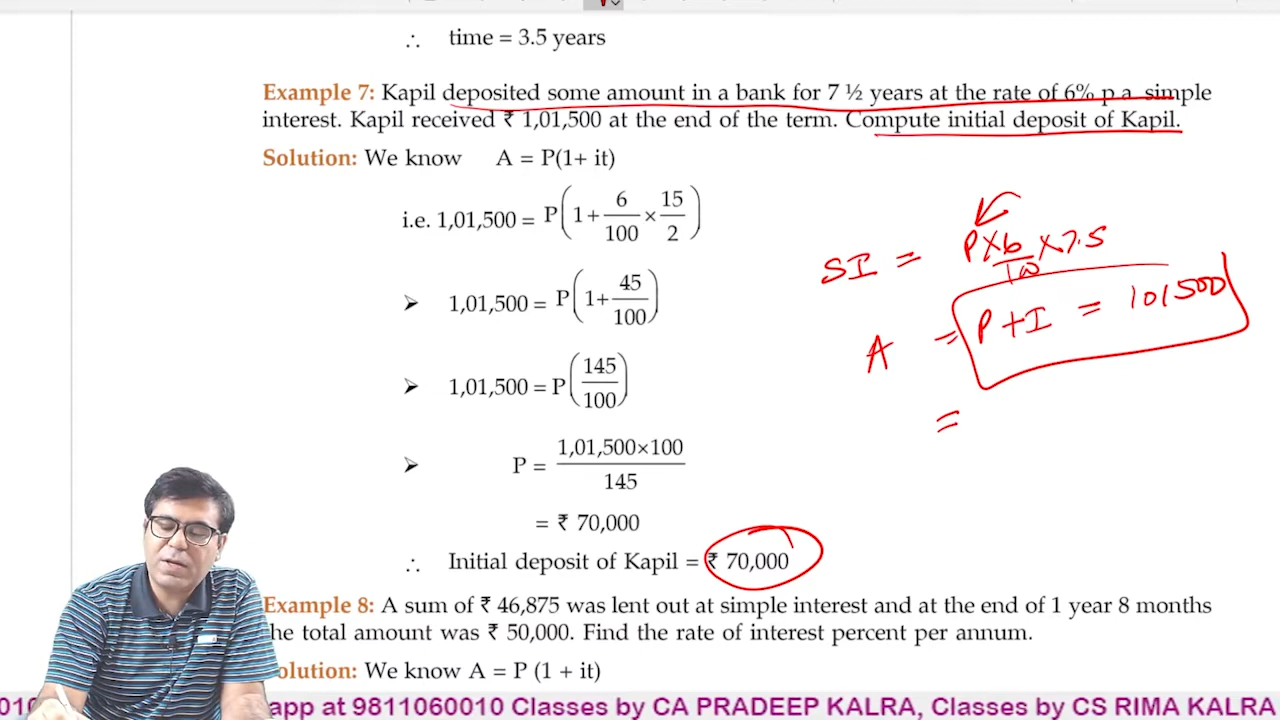 ∴ time = 3.5 years
Example 7: Kapil deposited some amount in a bank for 7 ½ years at the rate of 6% p.a. simple
interest. Kapil received ₹ 1,01,500 at the end of the term. Compute initial deposit of Kapil.
Solution: We know A = P(1+ it)
i.e. 1,01,500 = P(1+ 6/100 × 15/2)
SI = P×6/100 ×7.5
➢ 1,01,500 = P(1+ 45/100)
A = P+I = 101500
➢ 1,01,500 = P(145/100)
=
➢ P = 1,01,500×100/145
= ₹ 70,000
∴ Initial deposit of Kapil = ₹ 70,000
Example 8: A sum of ₹ 46,875 was lent out at simple interest and at the end of 1 year 8 months
he total amount was ₹ 50,000. Find the rate of interest percent per annum.
olution: We know A = P (1 + it)
010 app at 9811060010 Classes by CA PRADEEP KALRA, Classes by CS RIMA KALRA